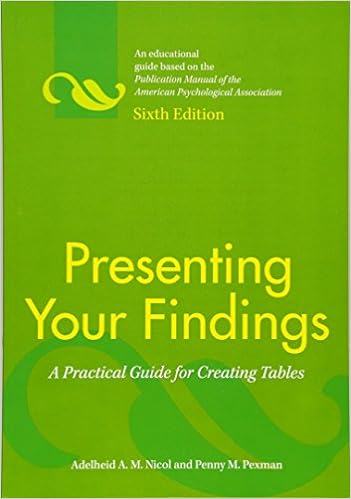 An educational
guide based on the
Publication Manual of the
American Psychological Association
Sixth Edition
Presenting
Your Findings
A Practical Guide for Creating Tables
Adelheid A. M. Nicol and Penny M. Pexman